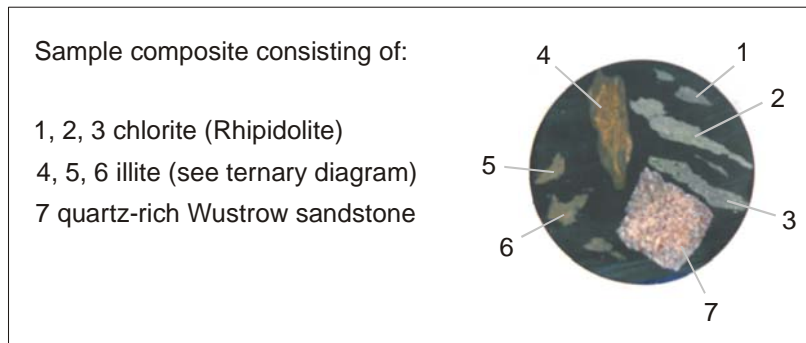 Sample composite consisting of:
1, 2, 3 chlorite (Rhipidolite)
4, 5, 6 illite (see ternary diagram)
7 quartz-rich Wustrow sandstone
4
1
2
5
6
3
7